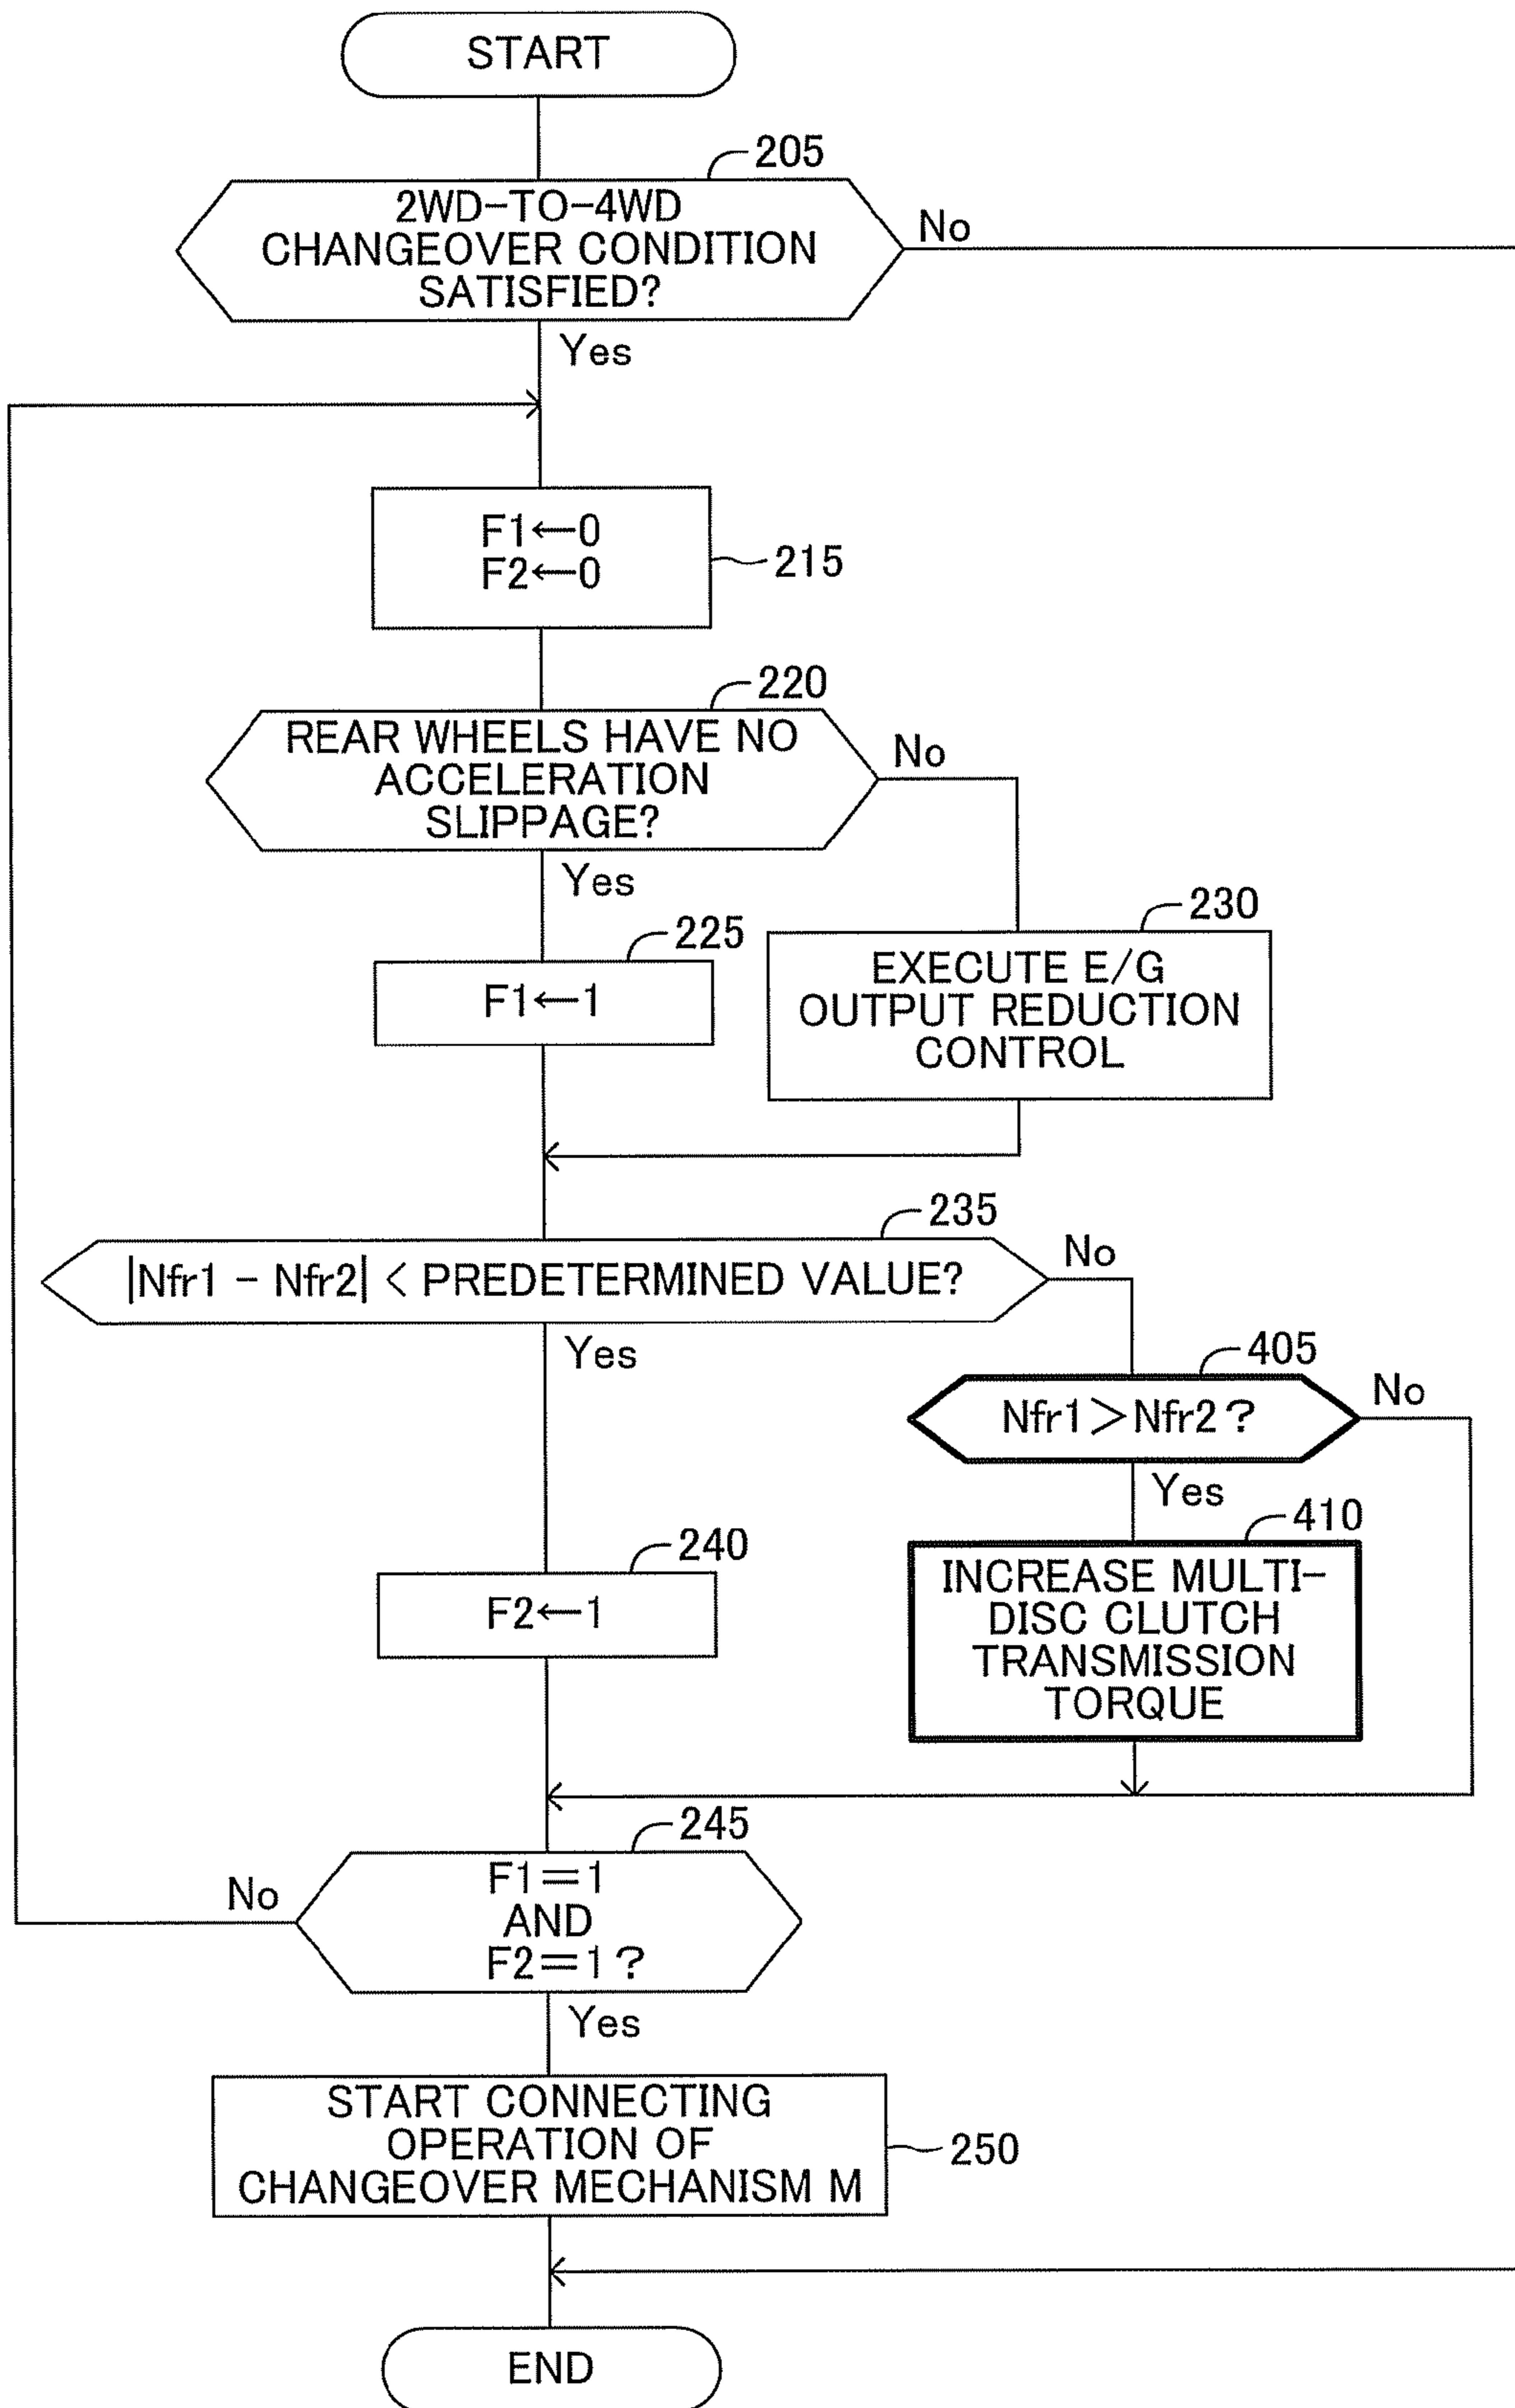 START
205
2WD-TO-4WD
CHANGEOVER CONDITION
SATISFIED?
No
Yes
F1←0
F2←0
215
220
REAR WHEELS HAVE NO
ACCELERATION
SLIPPAGE?
No
Yes
225
F1←1
230
EXECUTE E/G
OUTPUT REDUCTION
CONTROL
235
|Nfr1 - Nfr2| < PREDETERMINED VALUE?
No
Yes
405
Nfr1>Nfr2?
No
Yes
410
INCREASE MULTI-
DISC CLUTCH
TRANSMISSION
TORQUE
240
F2←1
245
F1=1
AND
F2=1?
No
Yes
START CONNECTING
OPERATION OF
CHANGEOVER MECHANISM M
250
END